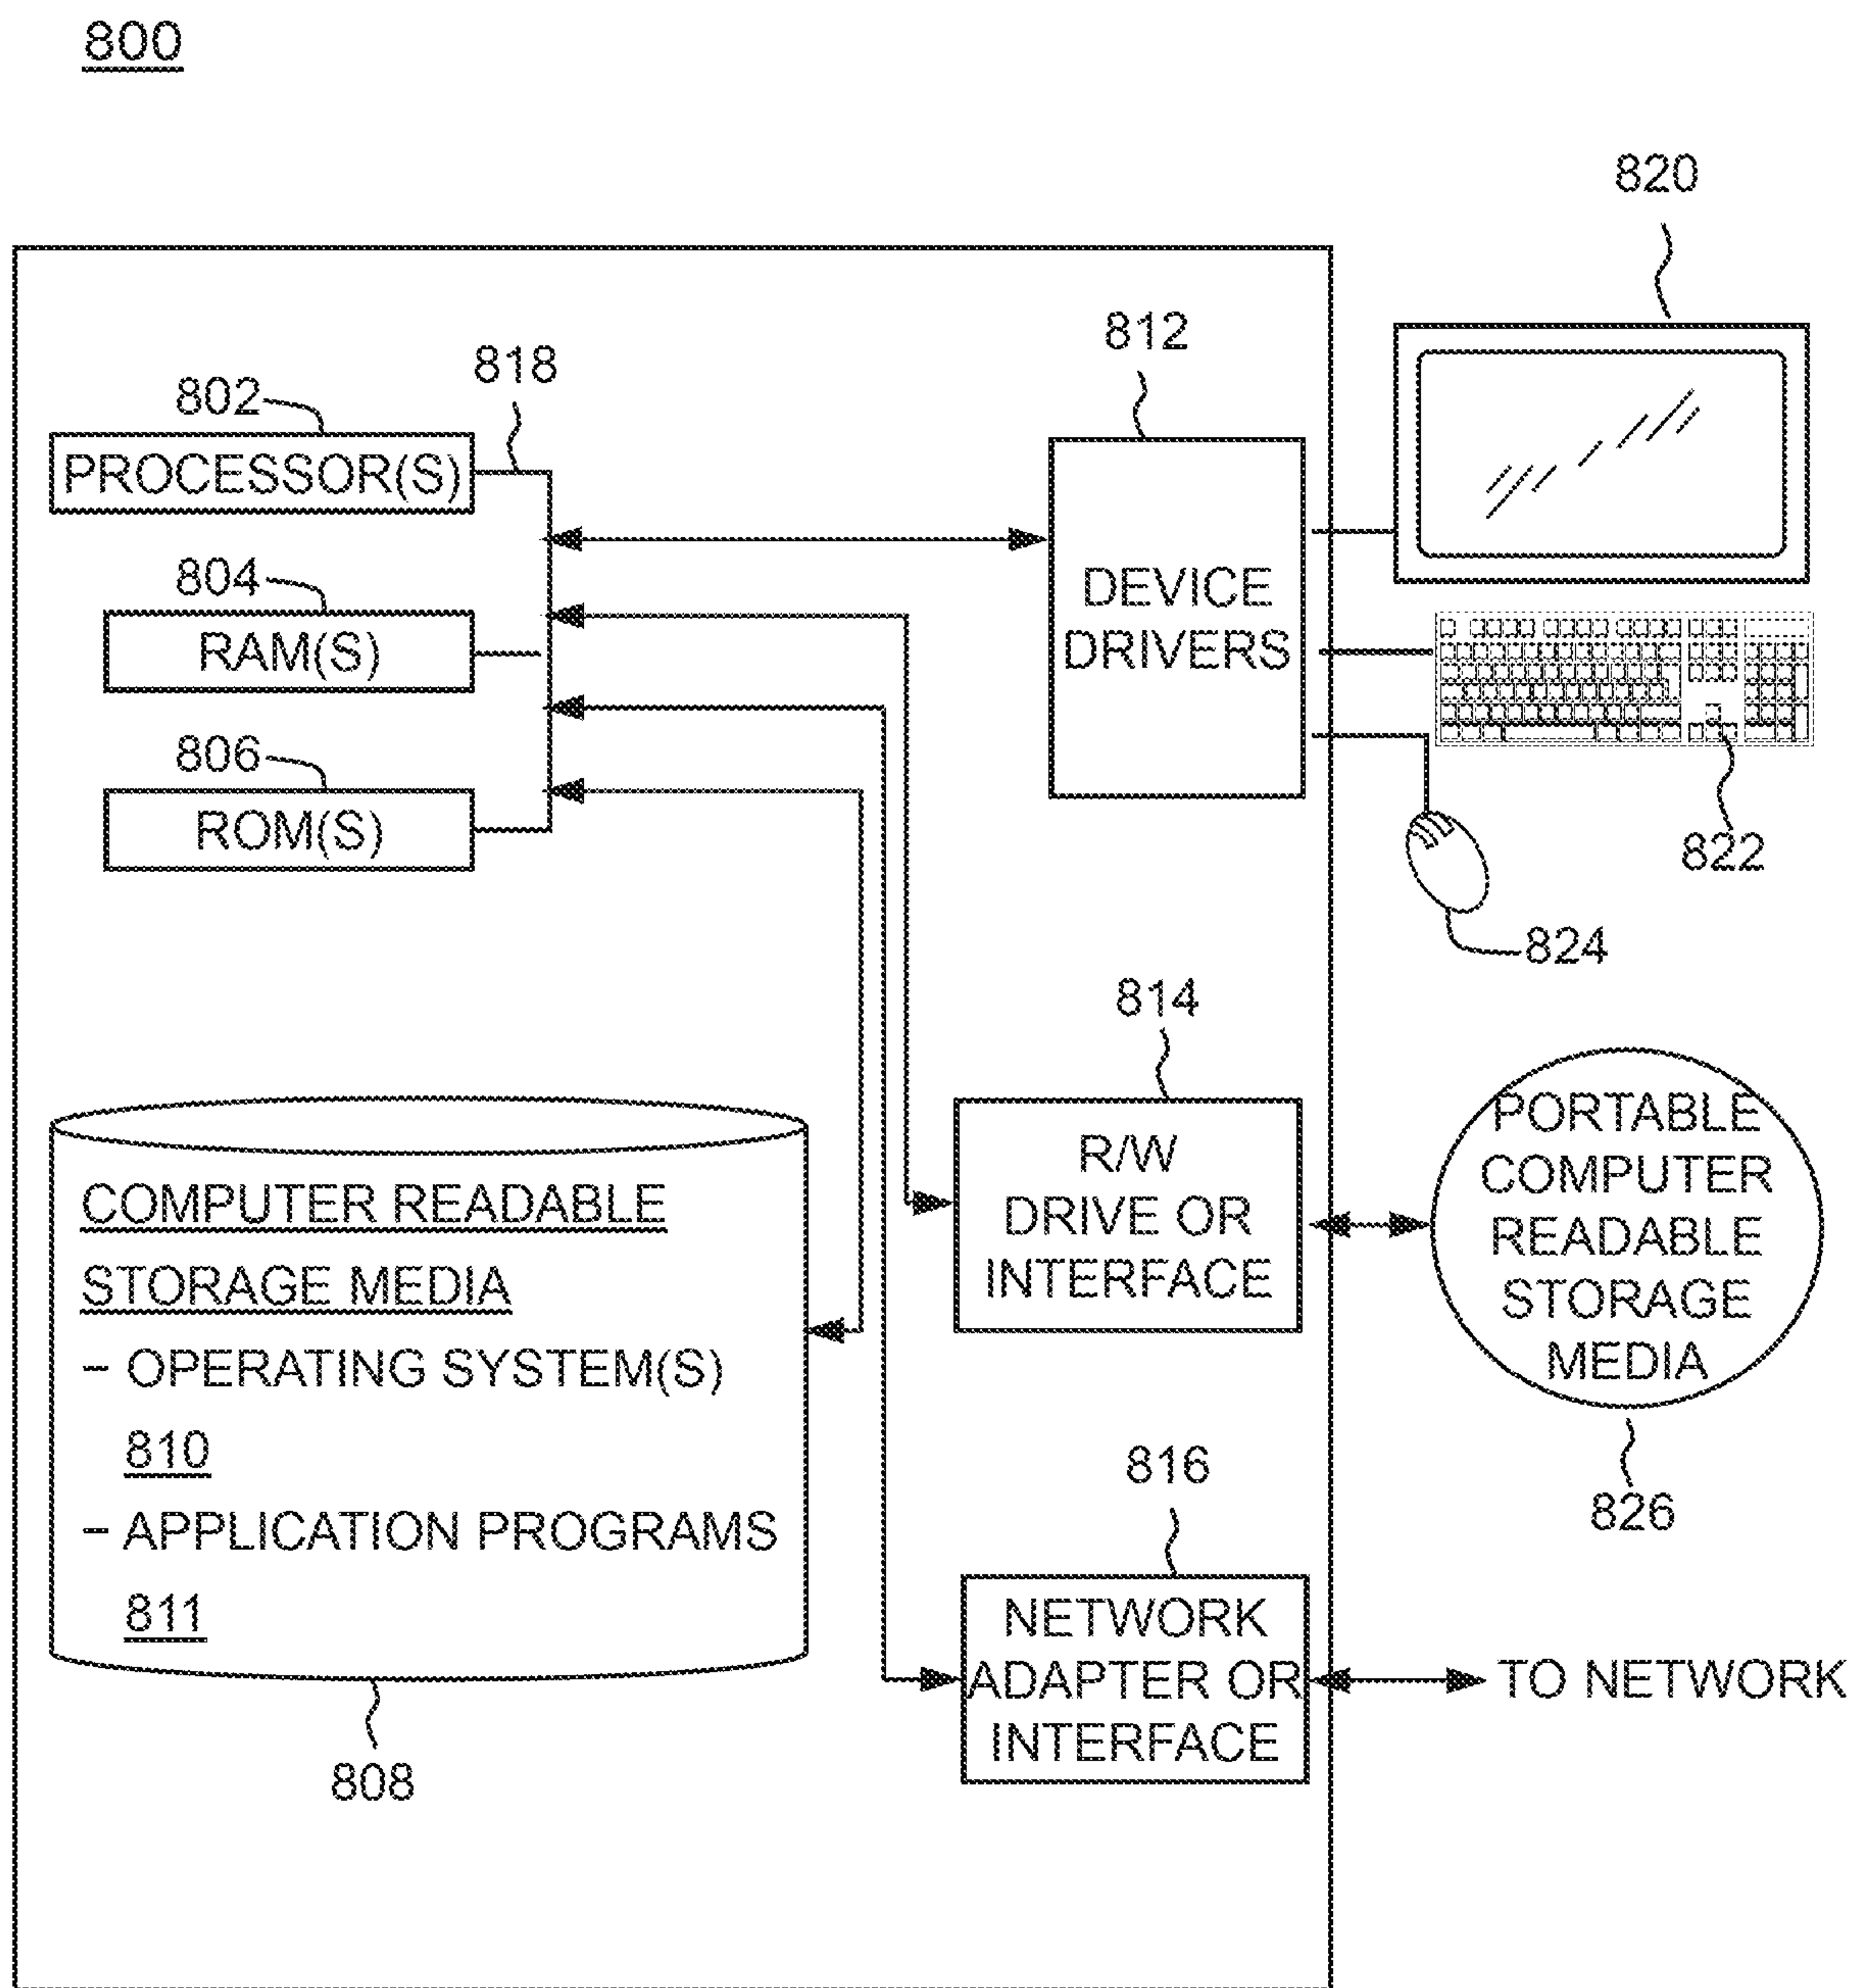 800
820
812
818
802
PROCESSOR(S)
804
RAM(S)
806
ROM(S)
DEVICE
DRIVERS
822
824
814
R/W
DRIVE OR
INTERFACE
PORTABLE
COMPUTER
READABLE
STORAGE
MEDIA
826
COMPUTER READABLE
STORAGE MEDIA
- OPERATING SYSTEM(S)
810
- APPLICATION PROGRAMS
811
808
816
NETWORK
ADAPTER OR
INTERFACE
TO NETWORK